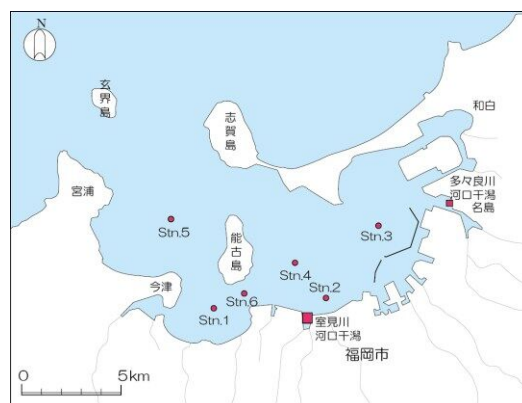 N
玄界島
志賀島
和白
宮浦
多々良川
河口干潟
名島
Stn.5
能古島
Stn.3
Stn.4
今津
Stn.6
Stn.2
Stn.1
室見川
河口干潟
福岡市
0 5km